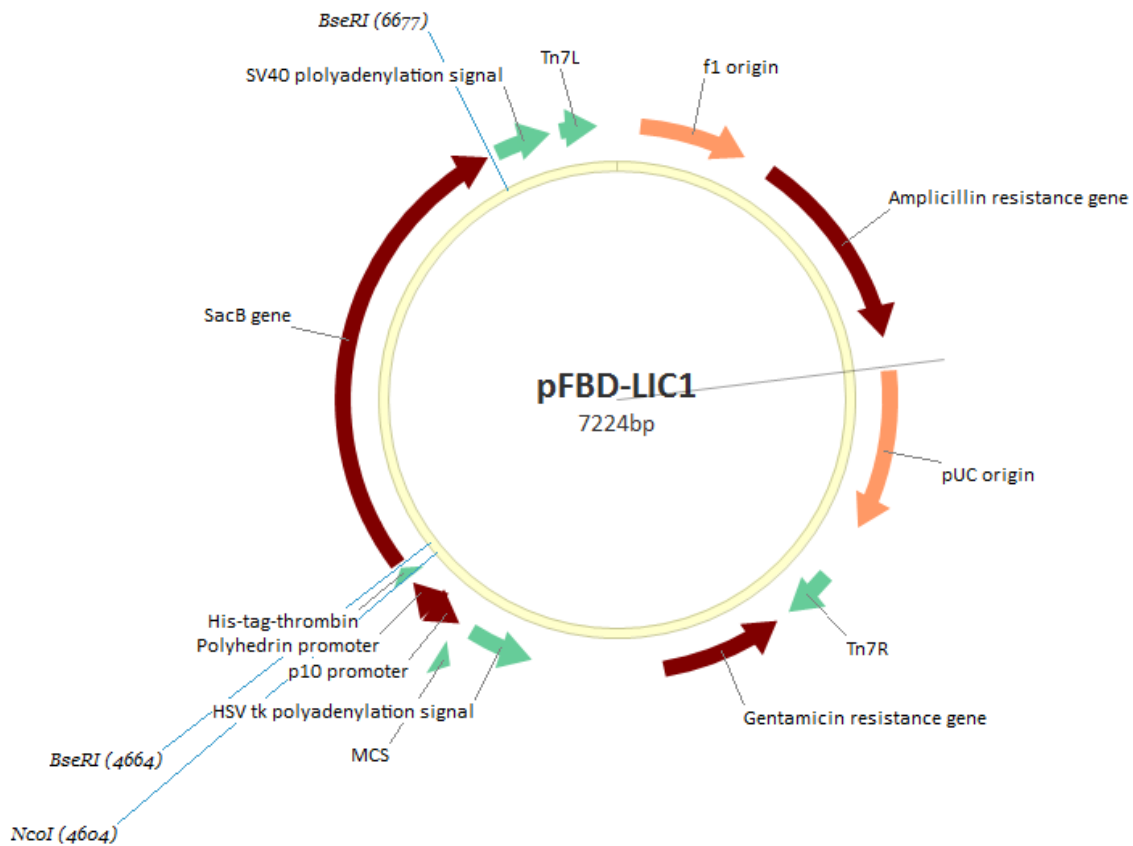 BseRI (6677)
Tn7L
SV40 plolyadenylation signal
f1 origin
Amplicillin resistance gene
SacB gene
pFBD-LIC1
7224bp
pUC origin
His-tag-thrombin
Polyhedrin promoter
Tn7R
p10 promoter
HSV tk polyadenylation signal
Gentamicin resistance gene
MCS
BseRI (4664)
NcoI (4604)